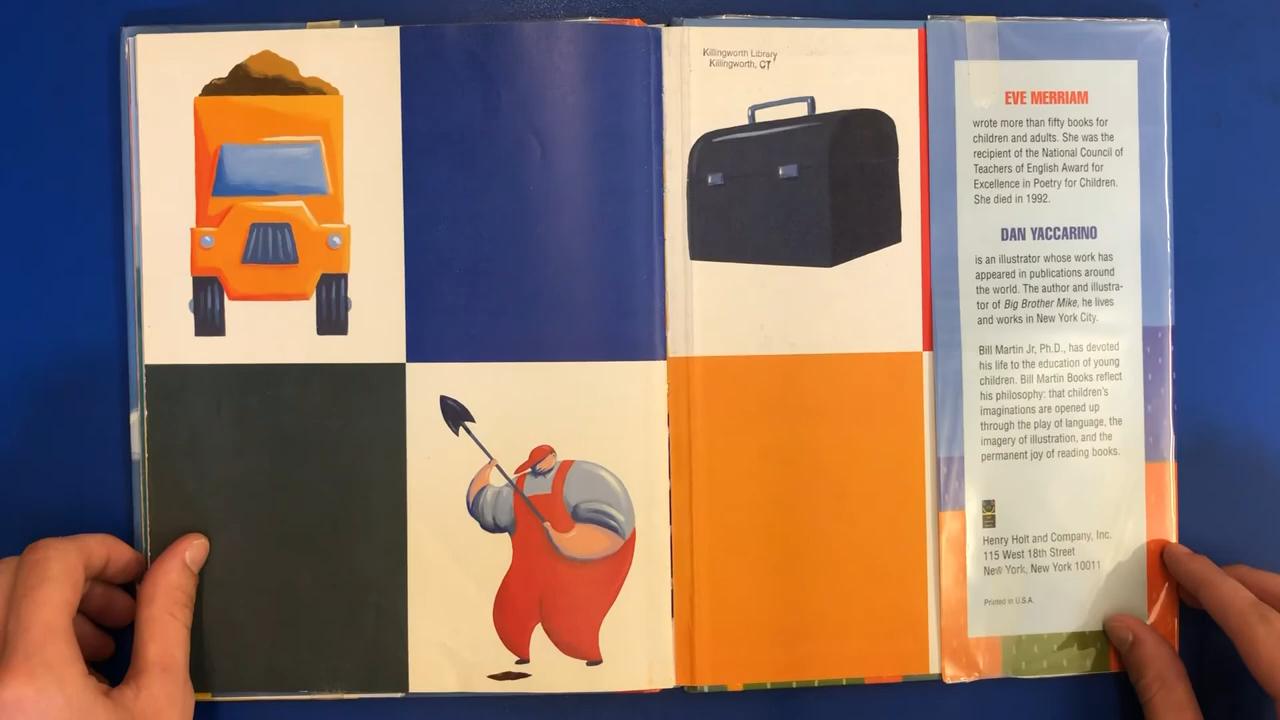 Killingworth Library
Killingworth, CT
EVE MERRIAM
wrote more than fifty books for
children and adults. She was the
recipient of the National Council of
Teachers of English Award for
Excellence in Poetry for Children.
She died in 1992.
DAN YACCARINO
is an illustrator whose work has
appeared in publications around
the world. The author and illustra-
tor of Big Brother Mike, he lives
and works in New York City.
Bill Martin Jr, Ph.D., has devoted
his life to the education of young
children. Bill Martin Books reflect
his philosophy: that children's
imaginations are opened up
through the play of language, the
imagery of illustration, and the
permanent joy of reading books.
Henry Holt and Company, Inc.
115 West 18th Street
New York, New York 10011
Printed in U.S.A.